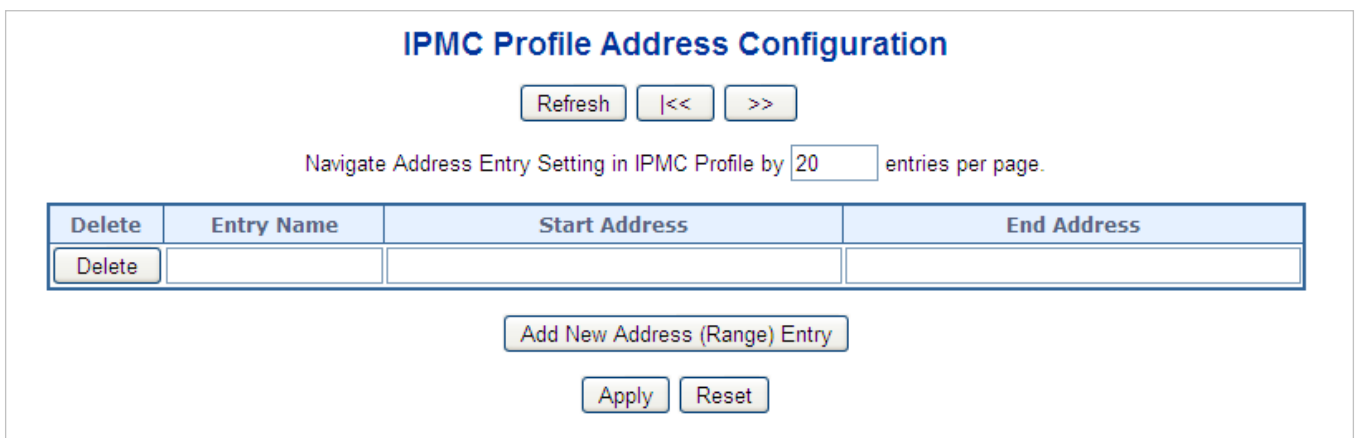 IPMC Profile Address Configuration
Refresh |<< >>
Navigate Address Entry Setting in IPMC Profile by 20 entries per page.
Delete Entry Name Start Address End Address
Delete
Add New Address (Range) Entry
Apply Reset